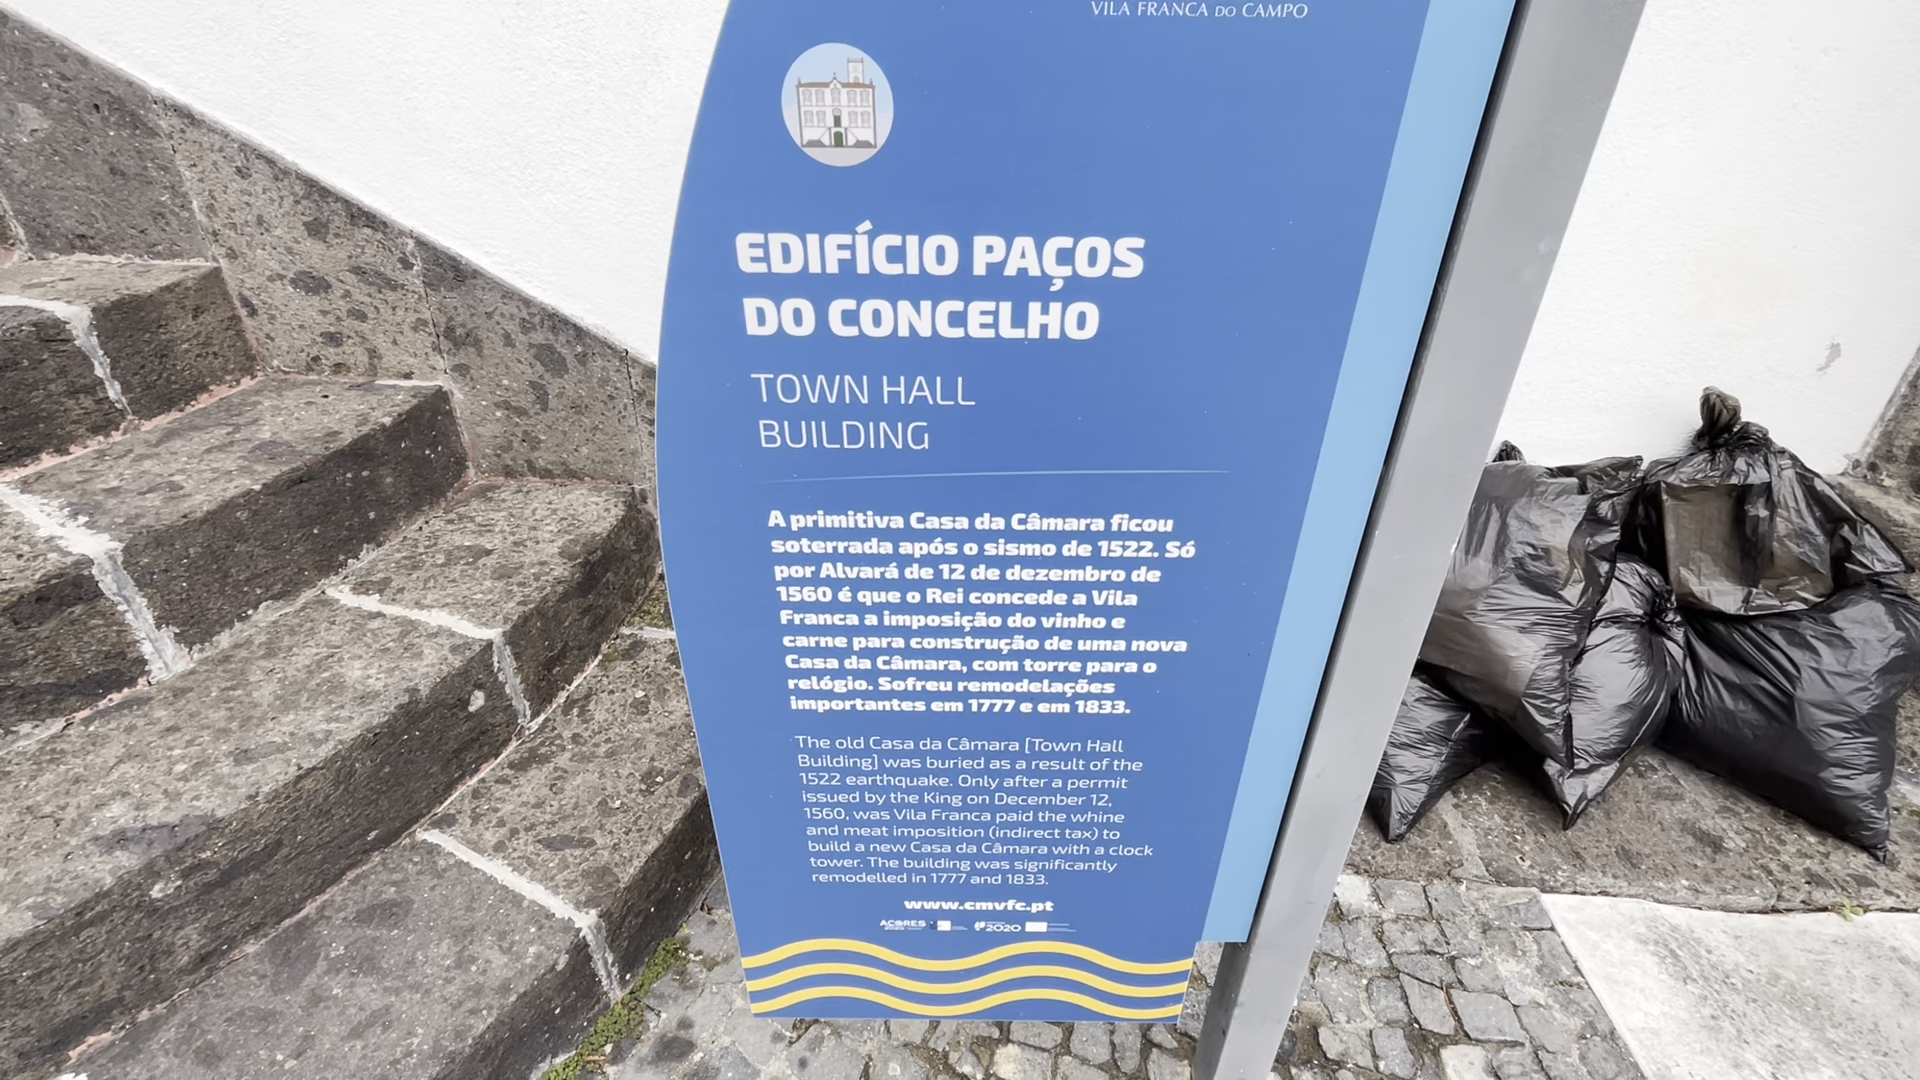 VILA FRANCA DO CAMPO
EDIFÍCIO PAÇOS
DO CONCELHO
TOWN HALL
BUILDING
A primitiva Casa da Câmara ficou
soterrada após o sismo de 1522. Só
por Alvará de 12 de dezembro de
1560 é que o Rei concede a Vila
Franca a imposição do vinho e
carne para construção de uma nova
Casa da Câmara, com torre para o
relógio. Sofreu remodelações
importantes em 1777 e em 1833.
The old Casa da Câmara [Town Hall
Building] was buried as a result of the
1522 earthquake. Only after a permit
issued by the King on December 12,
1560, was Vila Franca paid the whine
and meat imposition (indirect tax) to
build a new Casa da Câmara with a clock
tower. The building was significantly
remodelled in 1777 and 1833.
www.cmvfc.pt
AÇORES 2020